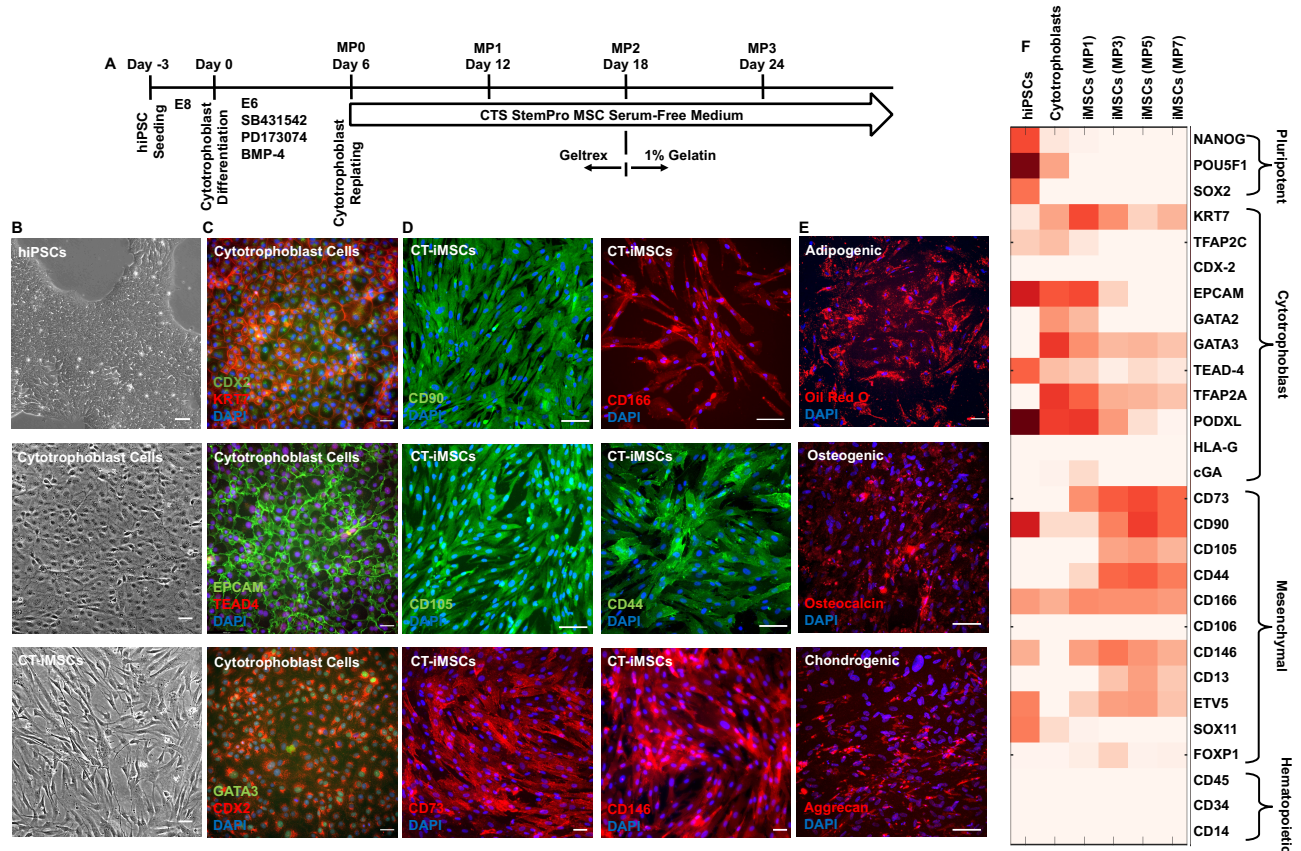 A
Day -3
Day 0
MP0
Day 6
MP1
Day 12
MP2
Day 18
MP3
Day 24
hiPSC
Seeding
E8
Cytotrophoblast
Differentiation
E6
SB431542
PD173074
BMP-4
Cytotrophoblast
Replating
CTS StemPro MSC Serum-Free Medium
Geltrex
1% Gelatin
B
hiPSCs
Cytotrophoblast Cells
CT-iMSCs
C
Cytotrophoblast Cells
CDX2
KRT7
DAPI
Cytotrophoblast Cells
EPCAM
TEAD4
DAPI
Cytotrophoblast Cells
GATA3
CDX2
DAPI
D
CT-iMSCs
CD90
DAPI
CT-iMSCs
CD166
DAPI
CT-iMSCs
CD105
DAPI
CT-iMSCs
CD44
DAPI
CT-iMSCs
CD73
DAPI
CT-iMSCs
CD146
DAPI
E
Adipogenic
Oil Red O
DAPI
Osteogenic
Osteocalcin
DAPI
Chondrogenic
Aggrecan
DAPI
F
hiPSCs
Cytotrophoblasts
iMSCs (MP1)
iMSCs (MP3)
iMSCs (MP5)
iMSCs (MP7)
NANOG
POU5F1
SOX2
Pluripotent
KRT7
TFAP2C
CDX-2
EPCAM
GATA2
GATA3
TEAD-4
TFAP2A
PODXL
HLA-G
cGA
Cytotrophoblast
CD73
CD90
CD105
CD44
CD166
CD106
CD146
CD13
ETV5
SOX11
FOXP1
Mesenchymal
CD45
CD34
CD14
Hematopoietic